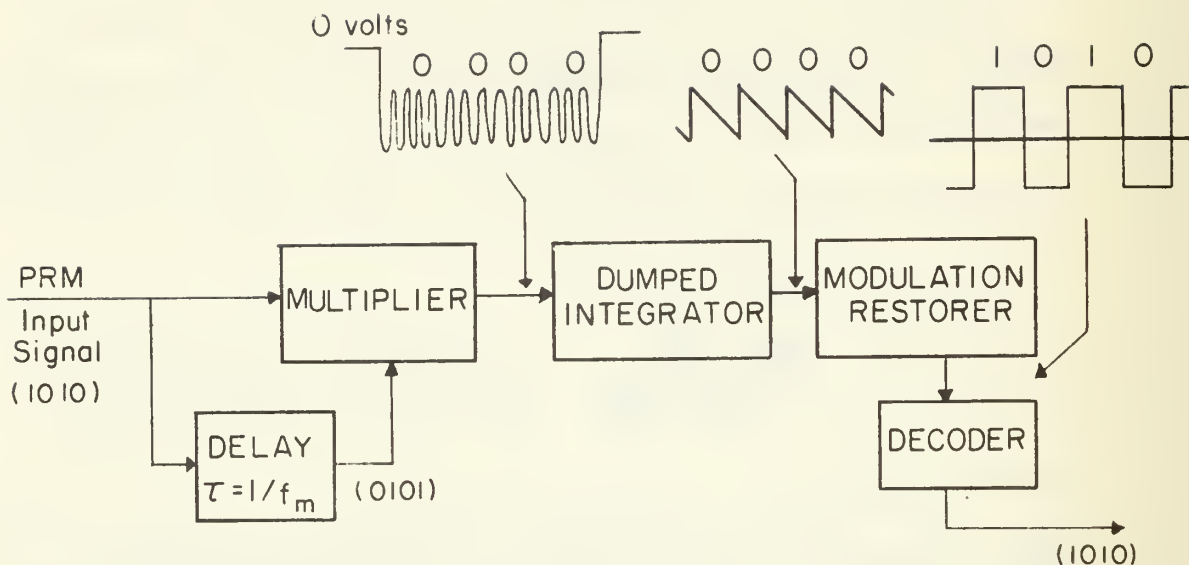 0 volts
0 0 0 0
0 0 0 0
1 0 1 0
PRM
Input
Signal
(1010)
MULTIPLIER
DUMPED
INTEGRATOR
MODULATION
RESTORER
DELAY
τ = 1/fm
(0101)
DECODER
(1010)